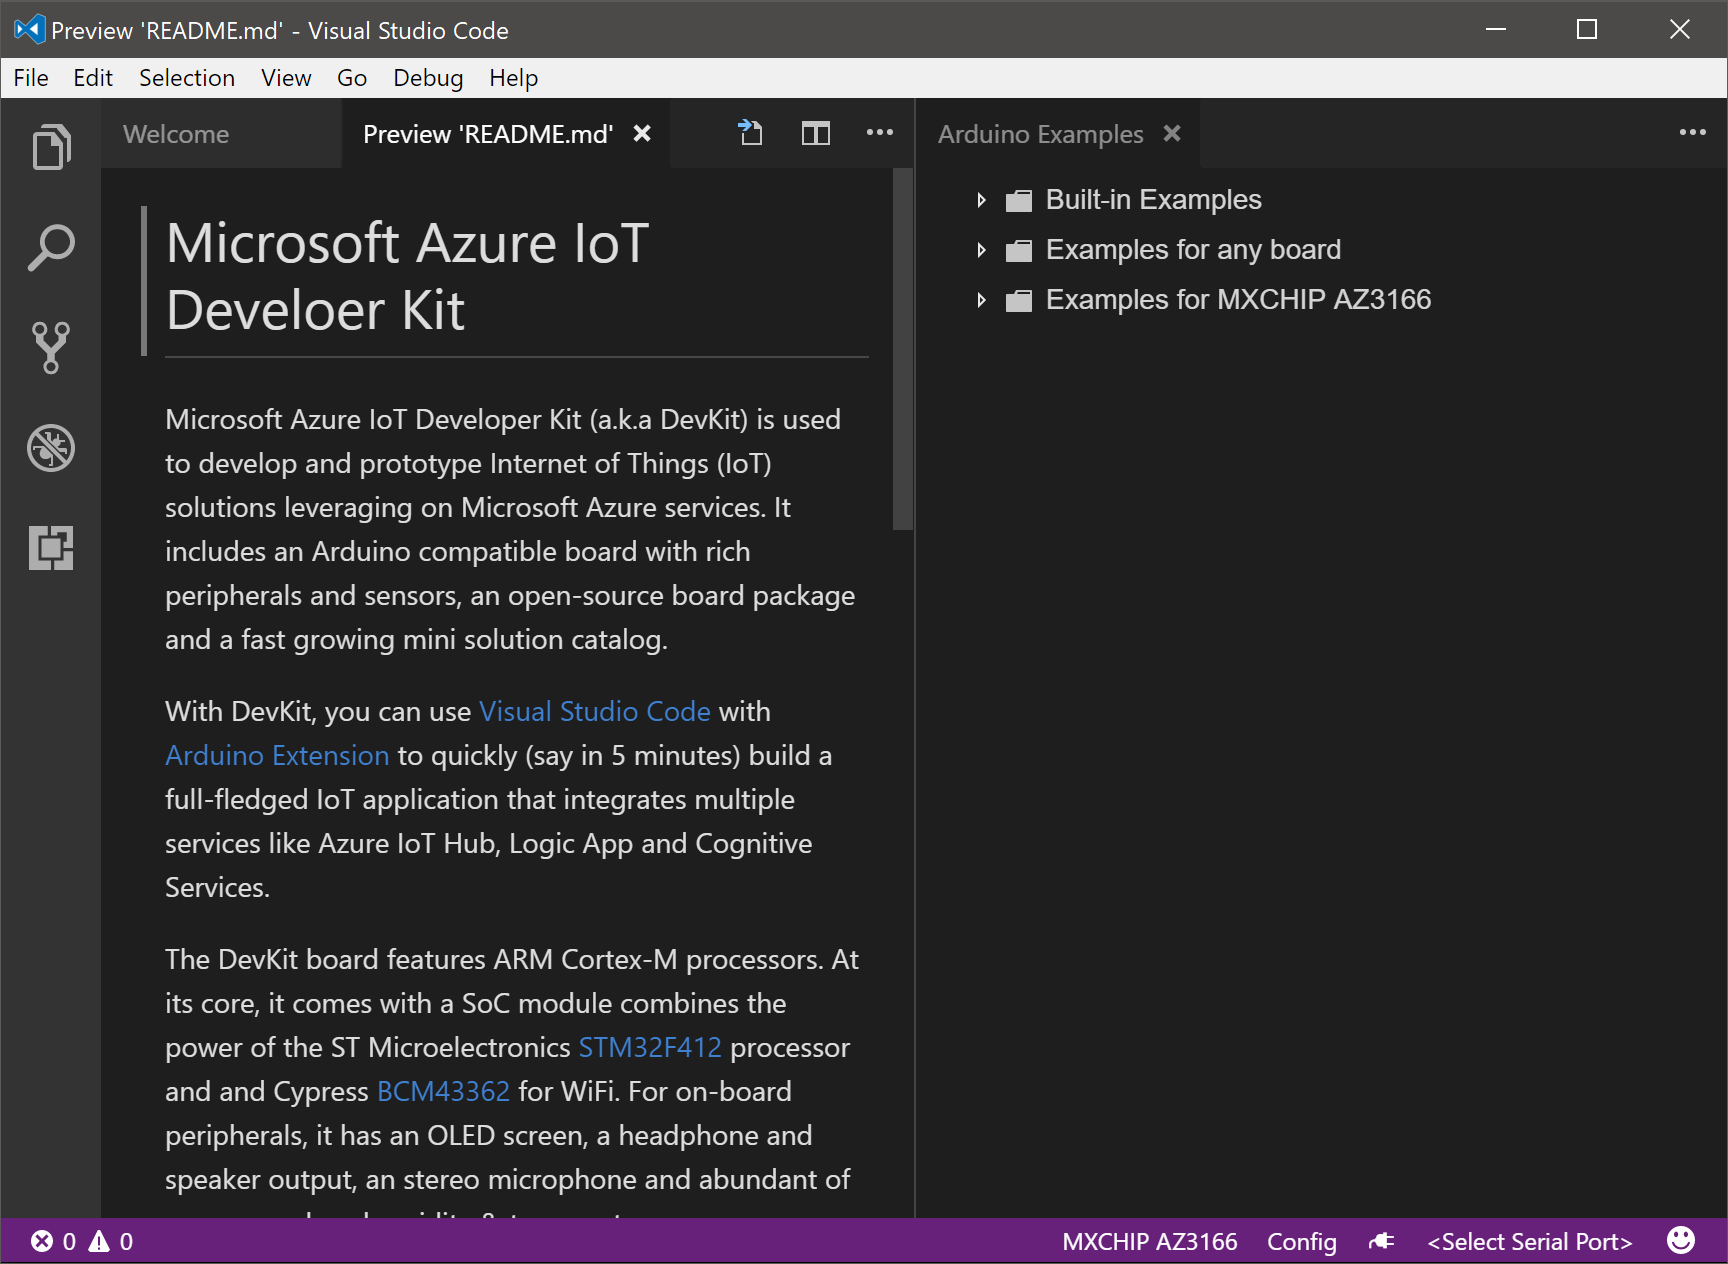 Preview 'README.md' - Visual Studio Code
File Edit Selection View Go Debug Help
Welcome
Preview 'README.md'
Microsoft Azure IoT
Develoer Kit
Microsoft Azure IoT Developer Kit (a.k.a DevKit) is used
to develop and prototype Internet of Things (IoT)
solutions leveraging on Microsoft Azure services. It
includes an Arduino compatible board with rich
peripherals and sensors, an open-source board package
and a fast growing mini solution catalog.
With DevKit, you can use Visual Studio Code with
Arduino Extension to quickly (say in 5 minutes) build a
full-fledged IoT application that integrates multiple
services like Azure IoT Hub, Logic App and Cognitive
Services.
The DevKit board features ARM Cortex-M processors. At
its core, it comes with a SoC module combines the
power of the ST Microelectronics STM32F412 processor
and and Cypress BCM43362 for WiFi. For on-board
peripherals, it has an OLED screen, a headphone and
speaker output, an stereo microphone and abundant of
Arduino Examples
Built-in Examples
Examples for any board
Examples for MXCHIP AZ3166
0 0
MXCHIP AZ3166 Config <Select Serial Port>